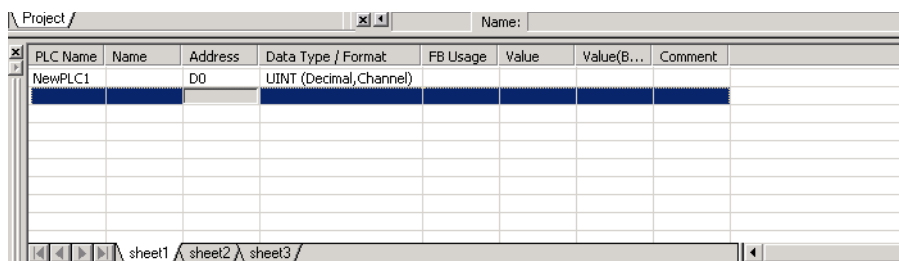 Project
Name:
PLC Name Name Address Data Type / Format FB Usage Value Value(B... Comment
NewPLC1 D0 UINT (Decimal,Channel)
sheet1 sheet2 sheet3